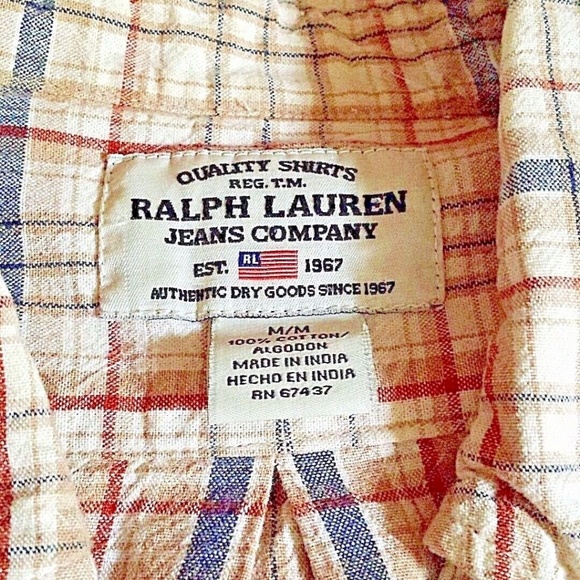 QUALITY SHIRTS
REG. T.M.
RALPH LAUREN
JEANS COMPANY
EST. RL 1967
AUTHENTIC DRY GOODS SINCE 1967
M/M
100% COTTON/
ALGODON
MADE IN INDIA
HECHO EN INDIA
RN 67437